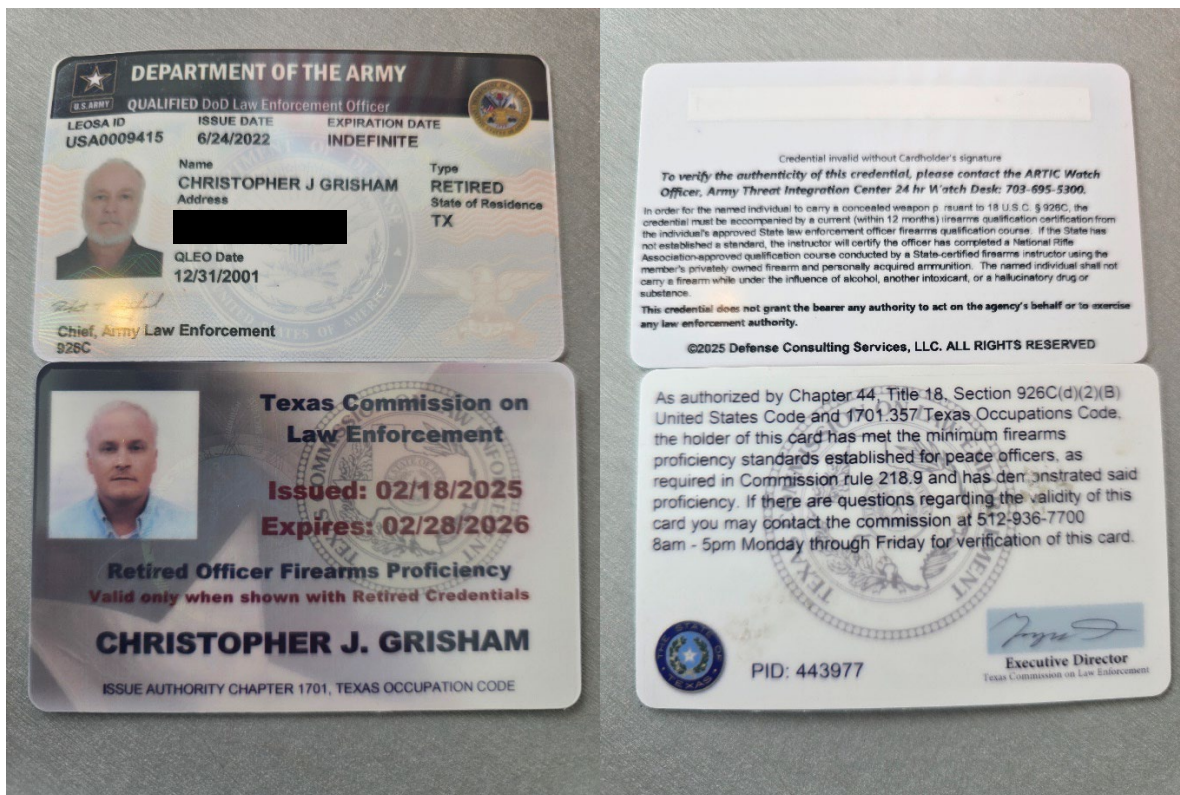 DEPARTMENT OF THE ARMY
U.S. ARMY
QUALIFIED DoD Law Enforcement Officer
LEOSA ID
USA0009415
ISSUE DATE
6/24/2022
EXPIRATION DATE
INDEFINITE
Name
CHRISTOPHER J GRISHAM
Address
Type
RETIRED
State of Residence
TX
QLEO Date
12/31/2001
Chief, Army Law Enforcement
926C
Texas Commission on
Law Enforcement
Issued: 02/18/2025
Expires: 02/28/2026
Retired Officer Firearms Proficiency
Valid only when shown with Retired Credentials
CHRISTOPHER J. GRISHAM
ISSUE AUTHORITY CHAPTER 1701, TEXAS OCCUPATION CODE
Credential invalid without Cardholder's signature
To verify the authenticity of this credential, please contact the ARTIC Watch
Officer, Army Threat Integration Center 24 hr Watch Desk: 703-695-5300.
In order for the named individual to carry a concealed weapon p rsuant to 18 U.S.C. § 926C, the
credential must be accompanied by a current (within 12 months) firearms qualification certification from
the individual's approved State law enforcement officer firearms qualification course. If the State has
not established a standard, the instructor will certify the officer has completed a National Rifle
Association-approved qualification course conducted by a State-certified firearms instructor using the
member's privately owned firearm and personally acquired ammunition. The named individual shall not
carry a firearm while under the influence of alcohol, another intoxicant, or a hallucinatory drug or
substance.
This credential does not grant the bearer any authority to act on the agency's behalf or to exercise
any law enforcement authority.
©2025 Defense Consulting Services, LLC. ALL RIGHTS RESERVED
As authorized by Chapter 44, Title 18, Section 926C(d)(2)(B)
United States Code and 1701.357 Texas Occupations Code,
the holder of this card has met the minimum firearms
proficiency standards established for peace officers, as
required in Commission rule 218.9 and has demonstrated said
proficiency. If there are questions regarding the validity of this
card you may contact the commission at 512-936-7700
8am - 5pm Monday through Friday for verification of this card.
TEXAS COMMISSION ON LAW ENFORCEMENT
THE STATE OF TEXAS
PID: 443977
Executive Director
Texas Commission on Law Enforcement